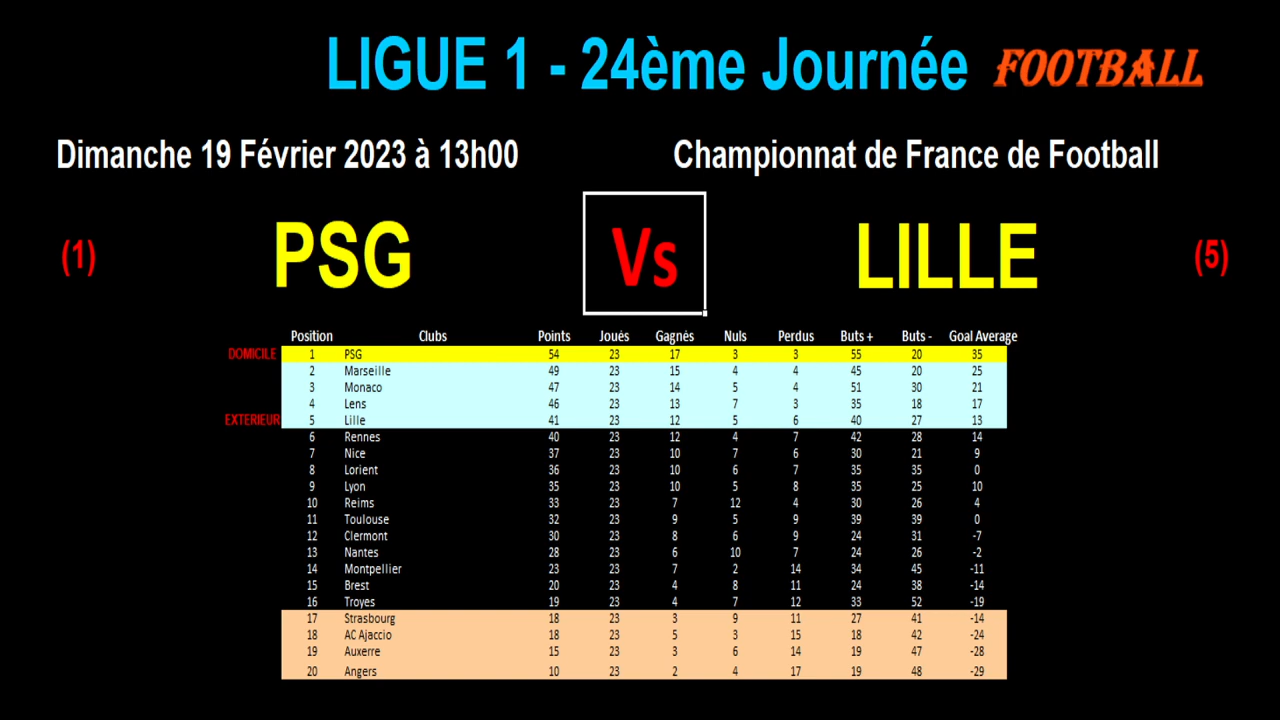 LIGUE 1 - 24ème Journée FOOTBALL
Dimanche 19 Février 2023 à 13h00 Championnat de France de Football
(1) PSG Vs LILLE (5)
Position Clubs Points Joués Gagnés Nuls Perdus Buts + Buts - Goal Average
DOMICILE 1 PSG 54 23 17 3 3 55 20 35
2 Marseille 49 23 15 4 4 45 20 25
3 Monaco 47 23 14 5 4 51 30 21
4 Lens 46 23 13 7 3 35 18 17
EXTERIEUR 5 Lille 41 23 12 5 6 40 27 13
6 Rennes 40 23 12 4 7 42 28 14
7 Nice 37 23 10 7 6 30 21 9
8 Lorient 36 23 10 6 7 35 35 0
9 Lyon 35 23 10 5 8 35 25 10
10 Reims 33 23 7 12 4 30 26 4
11 Toulouse 32 23 9 5 9 39 39 0
12 Clermont 30 23 8 6 9 24 31 -7
13 Nantes 28 23 6 10 7 24 26 -2
14 Montpellier 23 23 7 2 14 34 45 -11
15 Brest 20 23 4 8 11 24 38 -14
16 Troyes 19 23 4 7 12 33 52 -19
17 Strasbourg 18 23 3 9 11 27 41 -14
18 AC Ajaccio 18 23 5 3 15 18 42 -24
19 Auxerre 15 23 3 6 14 19 47 -28
20 Angers 10 23 2 4 17 19 48 -29